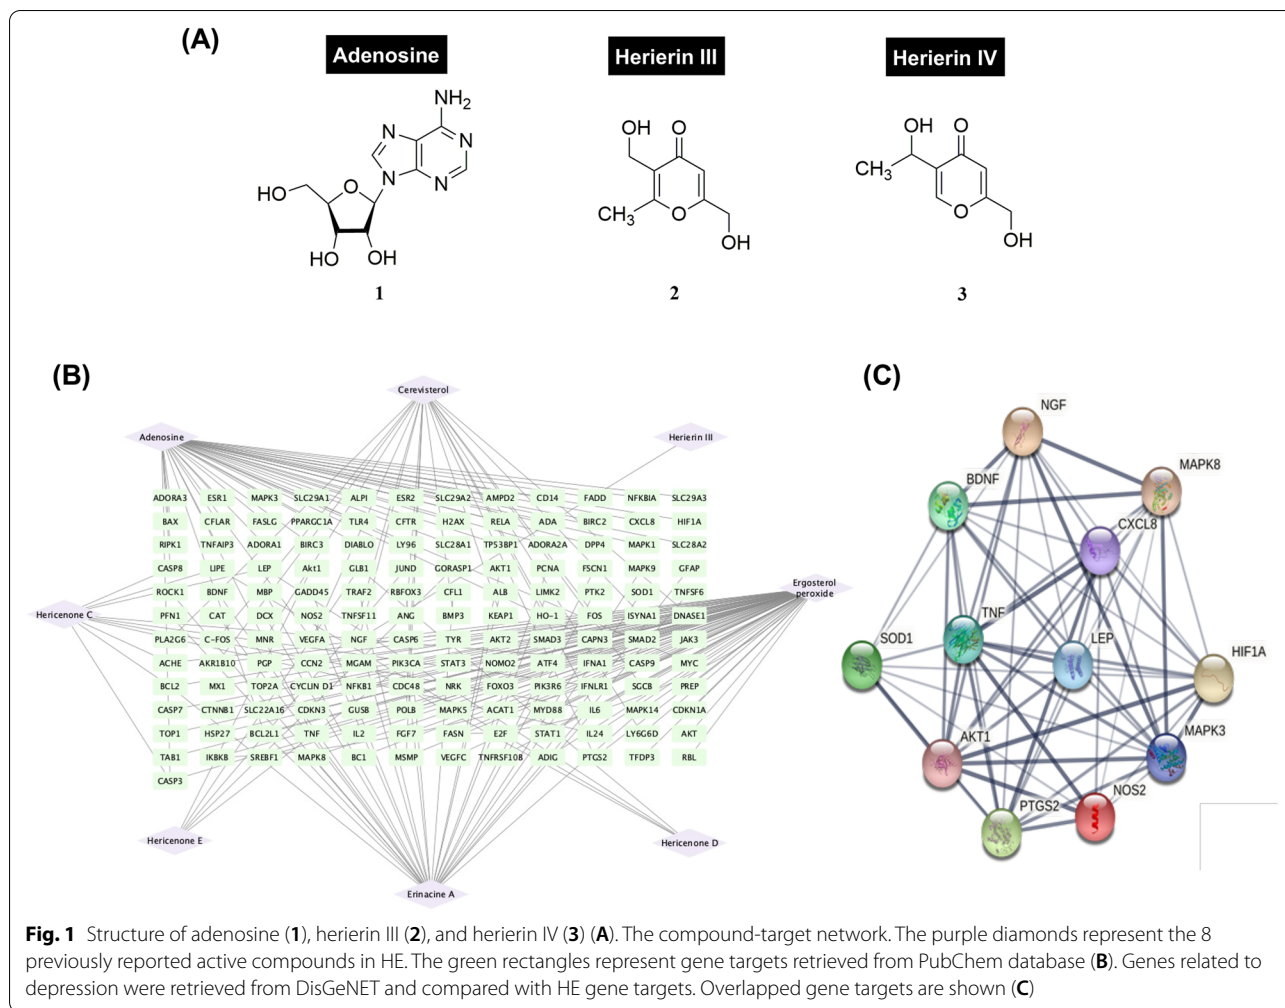 (A)
Adenosine
Herierin III
Herierin IV
NH2
N
N
N
N
O
HO
HO
OH
1
OH
O
CH3
O
OH
2
OH
O
CH3
O
OH
3
(B)
Cerevisterol
Adenosine
Herierin III
ADORA3 ESR1 MAPK3 SLC29A1 ALPI ESR2 SLC29A2 AMPD2 CD14 FADD NFKBIA SLC29A3
BAX CFLAR FASLG PPARGC1A TLR4 CFTR H2AX RELA ADA BIRC2 CXCL8 HIF1A
RIPK1 TNFAIP3 ADORA1 BIRC3 DIABLO LY96 SLC28A1 TP53BP1 ADORA2A DPP4 MAPK1 SLC28A2
CASP8 LIPE LEP Akt1 GLB1 JUND GORASP1 AKT1 PCNA FSCN1 MAPK9 GFAP
ROCK1 BDNF MBP GADD45 TRAF2 RBFOX3 CFL1 ALB LIMK2 PTK2 SOD1 TNFSF6
PFN1 CAT DCX NOS2 TNFSF11 ANG BMP3 KEAP1 HO-1 FOS ISYNA1 DNASE1
PLA2G6 C-FOS MNR VEGFA NGF CASP6 TYR AKT2 SMAD3 CAPN3 SMAD2 JAK3
ACHE AKR1B10 PGP CCN2 MGAM PIK3CA STAT3 NOMO2 ATF4 IFNA1 CASP9 MYC
BCL2 MX1 TOP2A CYCLIN D1 NFKB1 CDC48 NRK FOXO3 PIK3R6 IFNLR1 SGCB PREP
CASP7 CTNNB1 SLC22A16 CDKN3 GUSB POLB MAPK5 ACAT1 MYD88 IL6 MAPK14 CDKN1A
TOP1 HSP27 BCL2L1 TNF IL2 FGF7 FASN E2F STAT1 IL24 LY6G6D AKT
TAB1 IKBKB SREBF1 MAPK8 BC1 MSMP VEGFC TNFRSF10B ADIG PTGS2 TFDP3 RBL
CASP3
Hericenone C
Ergosterol
peroxide
Hericenone E
Erinacine A
Hericenone D
(C)
NGF
MAPK8
BDNF
CXCL8
TNF
LEP
SOD1
HIF1A
AKT1
MAPK3
NOS2
PTGS2
Fig. 1 Structure of adenosine (1), herierin III (2), and herierin IV (3) (A). The compound-target network. The purple diamonds represent the 8
previously reported active compounds in HE. The green rectangles represent gene targets retrieved from PubChem database (B). Genes related to
depression were retrieved from DisGeNET and compared with HE gene targets. Overlapped gene targets are shown (C)